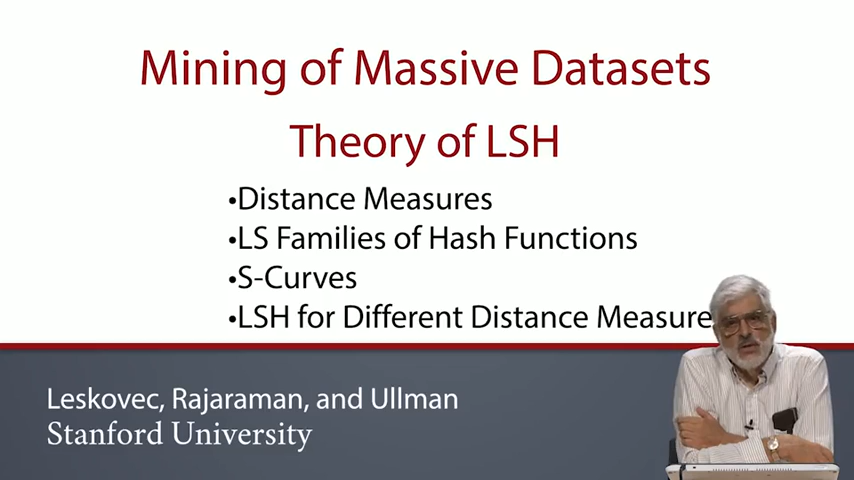 Mining of Massive Datasets
Theory of LSH
•Distance Measures
•LS Families of Hash Functions
•S-Curves
•LSH for Different Distance Measure
Leskovec, Rajaraman, and Ullman
Stanford University